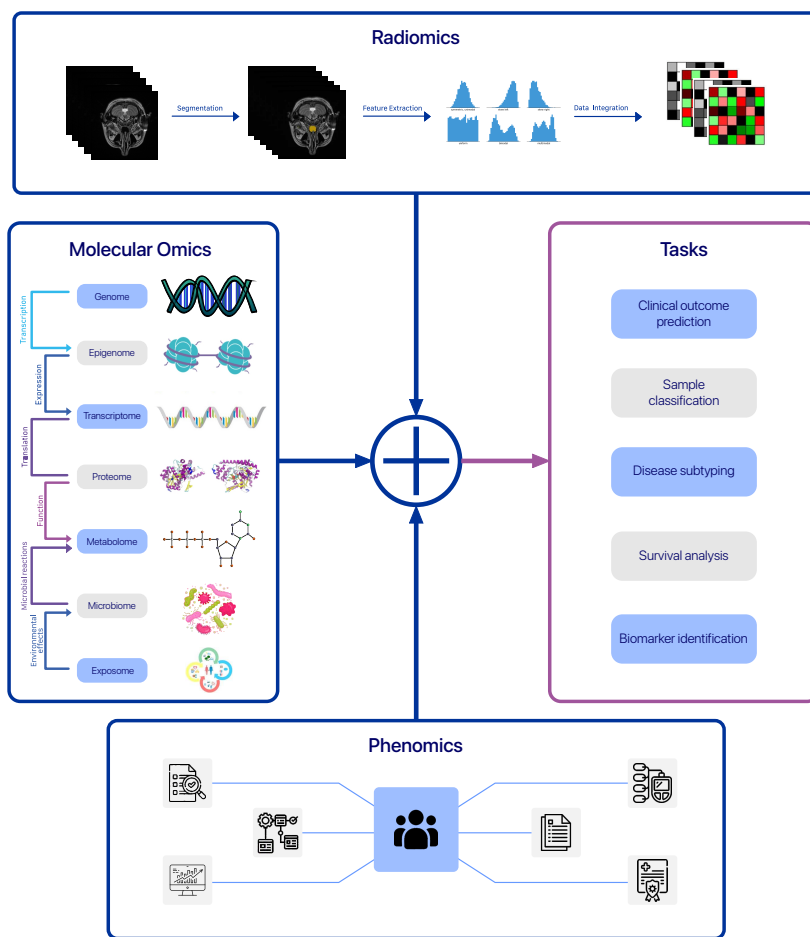 Radiomics
Segmentation
Feature Extraction
Data Integration
Molecular Omics
Genome
Transcription
Epigenome
Expression
Transcriptome
Translation
Proteome
Function
Metabolome
Microbial reactions
Microbiome
Environmental
effects
Exposome
Tasks
Clinical outcome
prediction
Sample
classification
Disease subtyping
Survival analysis
Biomarker identification
Phenomics